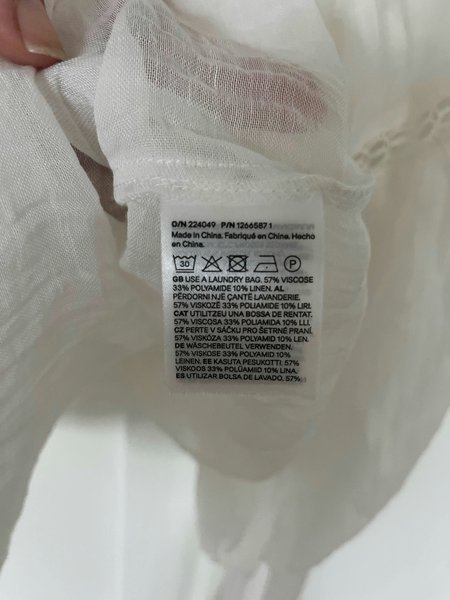 O/N 224049 P/N 1266587 1
Made in China. Fabriqué en Chine. Hecho
en China.
30 P
GB USE A LAUNDRY BAG. 57% VISCOSE
33% POLYAMIDE 10% LINEN. AL
PËRDORNI NJË ÇANTË LAVANDERIE.
57% VISKOZË 33% POLIAMID 10% LIRI.
CAT UTILITZEU UNA BOSSA DE RENTAT.
57% VISCOSA 33% POLIAMIDA 10% LLI.
CZ PERTE V SÁČKU PRO ŠETRNÉ PRANÍ.
57% VISKÓZA 33% POLYAMID 10% LEN.
DE WÄSCHEBEUTEL VERWENDEN.
57% VISKOSE 33% POLYAMID 10%
LEINEN. EE KASUTA PESUKOTTI. 57%
VISKOOS 33% POLÜAMIID 10% LINA.
ES UTILIZAR BOLSA DE LAVADO. 57%